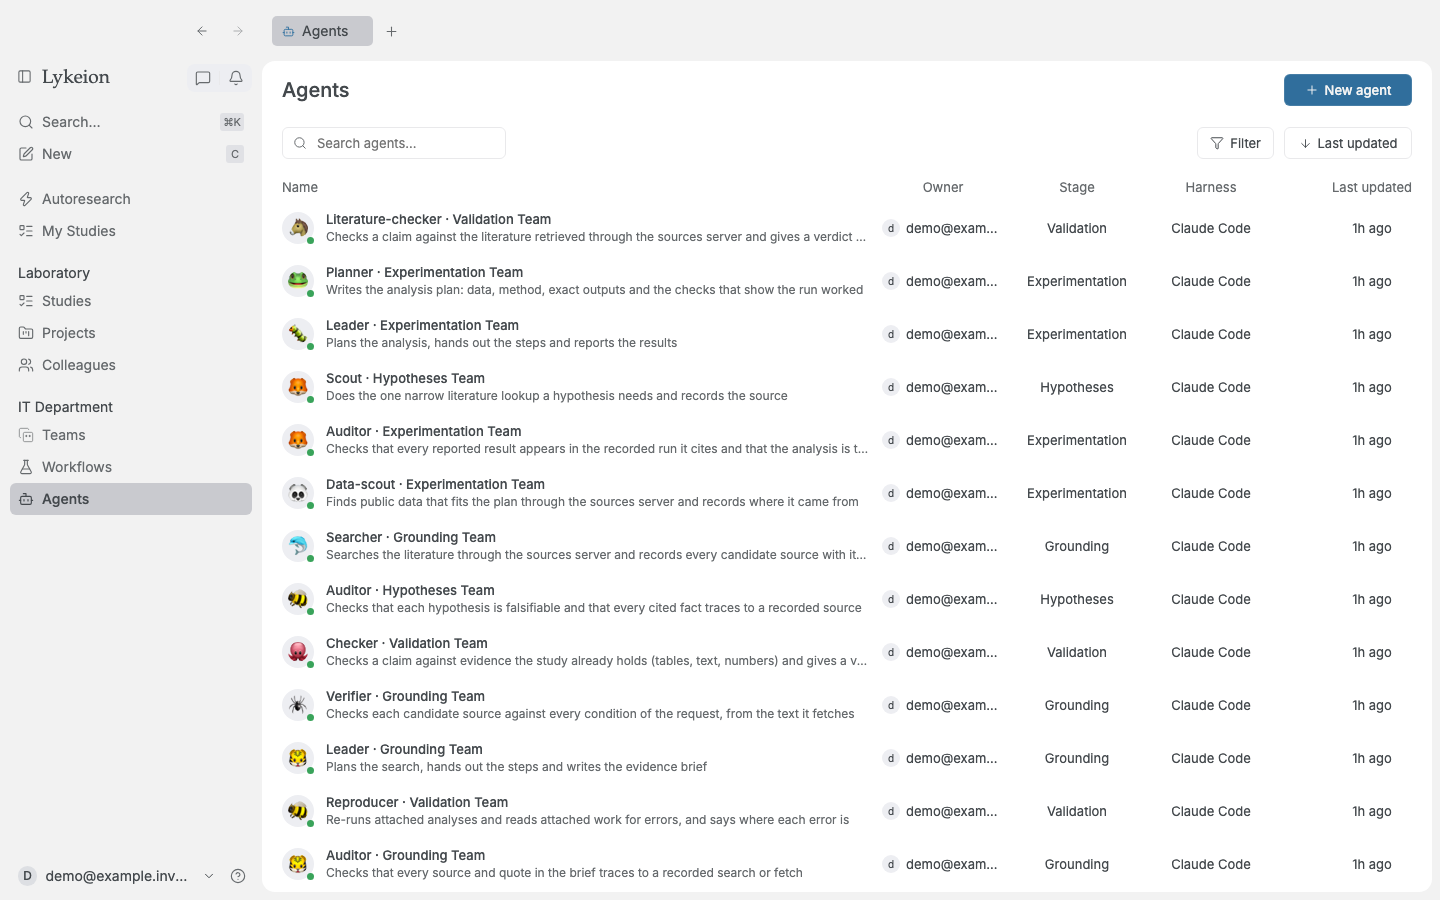 Agents
Lykeion
Search...
⌘K
New
C
Autoresearch
My Studies
Laboratory
Studies
Projects
Colleagues
IT Department
Teams
Workflows
Agents
D demo@example.inv...
Agents
New agent
Search agents...
Filter
Last updated
Name Owner Stage Harness Last updated
Literature-checker · Validation Team
Checks a claim against the literature retrieved through the sources server and gives a verdict ...
d demo@exam... Validation Claude Code 1h ago
Planner · Experimentation Team
Writes the analysis plan: data, method, exact outputs and the checks that show the run worked
d demo@exam... Experimentation Claude Code 1h ago
Leader · Experimentation Team
Plans the analysis, hands out the steps and reports the results
d demo@exam... Experimentation Claude Code 1h ago
Scout · Hypotheses Team
Does the one narrow literature lookup a hypothesis needs and records the source
d demo@exam... Hypotheses Claude Code 1h ago
Auditor · Experimentation Team
Checks that every reported result appears in the recorded run it cites and that the analysis is t...
d demo@exam... Experimentation Claude Code 1h ago
Data-scout · Experimentation Team
Finds public data that fits the plan through the sources server and records where it came from
d demo@exam... Experimentation Claude Code 1h ago
Searcher · Grounding Team
Searches the literature through the sources server and records every candidate source with it...
d demo@exam... Grounding Claude Code 1h ago
Auditor · Hypotheses Team
Checks that each hypothesis is falsifiable and that every cited fact traces to a recorded source
d demo@exam... Hypotheses Claude Code 1h ago
Checker · Validation Team
Checks a claim against evidence the study already holds (tables, text, numbers) and gives a v...
d demo@exam... Validation Claude Code 1h ago
Verifier · Grounding Team
Checks each candidate source against every condition of the request, from the text it fetches
d demo@exam... Grounding Claude Code 1h ago
Leader · Grounding Team
Plans the search, hands out the steps and writes the evidence brief
d demo@exam... Grounding Claude Code 1h ago
Reproducer · Validation Team
Re-runs attached analyses and reads attached work for errors, and says where each error is
d demo@exam... Validation Claude Code 1h ago
Auditor · Grounding Team
Checks that every source and quote in the brief traces to a recorded search or fetch
d demo@exam... Grounding Claude Code 1h ago